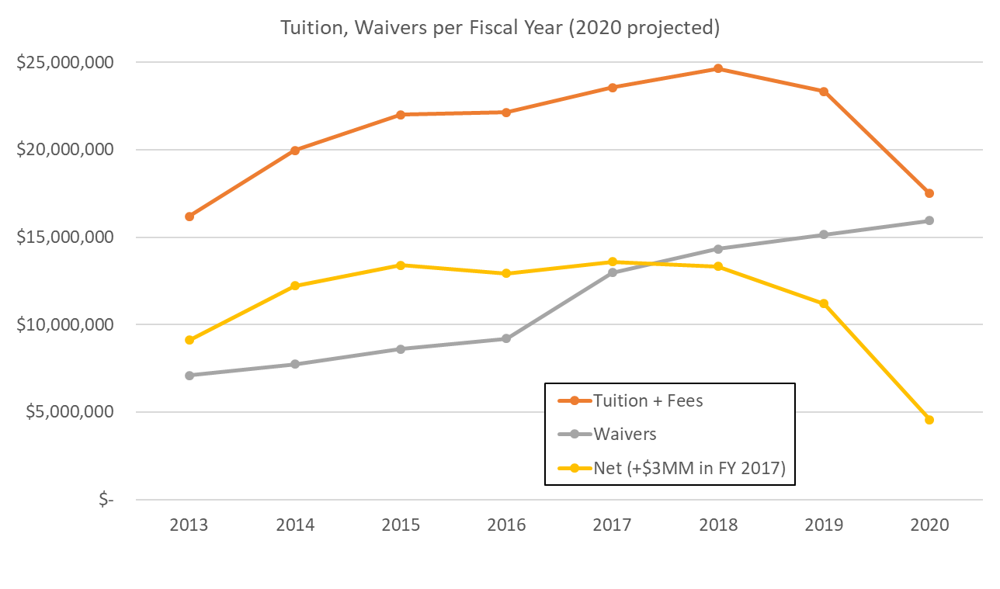 Tuition, Waivers per Fiscal Year (2020 projected)
$25,000,000
$20,000,000
$15,000,000
$10,000,000
$5,000,000
$-
Tuition + Fees
Waivers
Net (+$3MM in FY 2017)
2013 2014 2015 2016 2017 2018 2019 2020